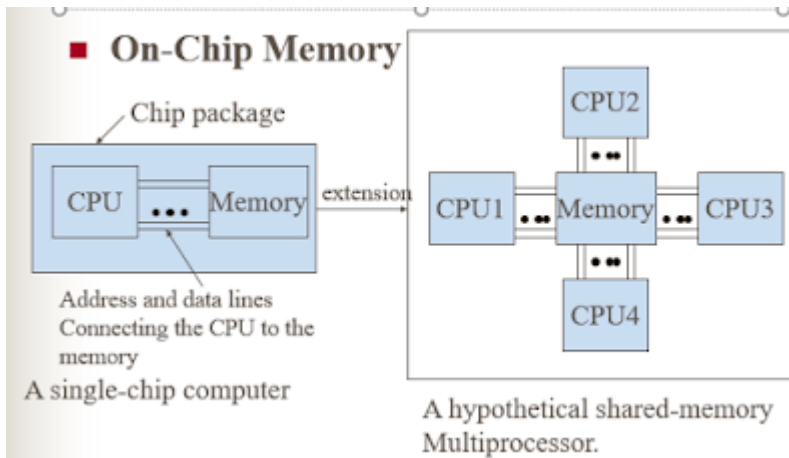 ■ On-Chip Memory
Chip package
CPU
Memory
Address and data lines
Connecting the CPU to the
memory
A single-chip computer
extension
CPU2
CPU1
Memory
CPU3
CPU4
A hypothetical shared-memory
Multiprocessor.